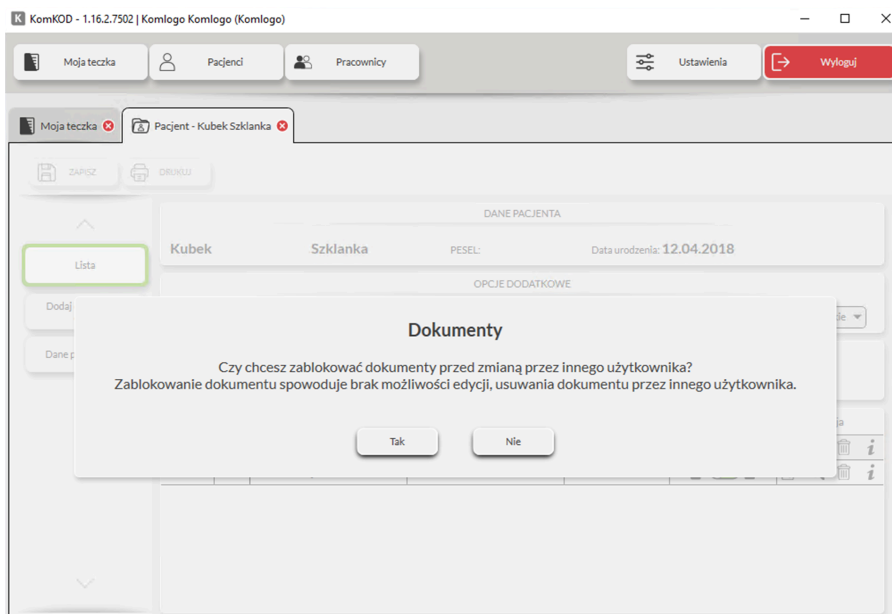 KomKOD - 1.16.2.7502 | Komlogo Komlogo (Komlogo)
Moja teczka Pacjenci Pracownicy Ustawienia Wyloguj
Moja teczka Pacjent - Kubek Szklanka
ZAPISZ DRUKUJ
DANE PACJENTA
Kubek Szklanka PESEL: Data urodzenia: 12.04.2018
Lista
OPCJE DODATKOWE
Dodaj
Dane p
Dokumenty
Czy chcesz zablokować dokumenty przed zmianą przez innego użytkownika?
Zablokowanie dokumentu spowoduje brak możliwości edycji, usuwania dokumentu przez innego użytkownika.
Tak Nie